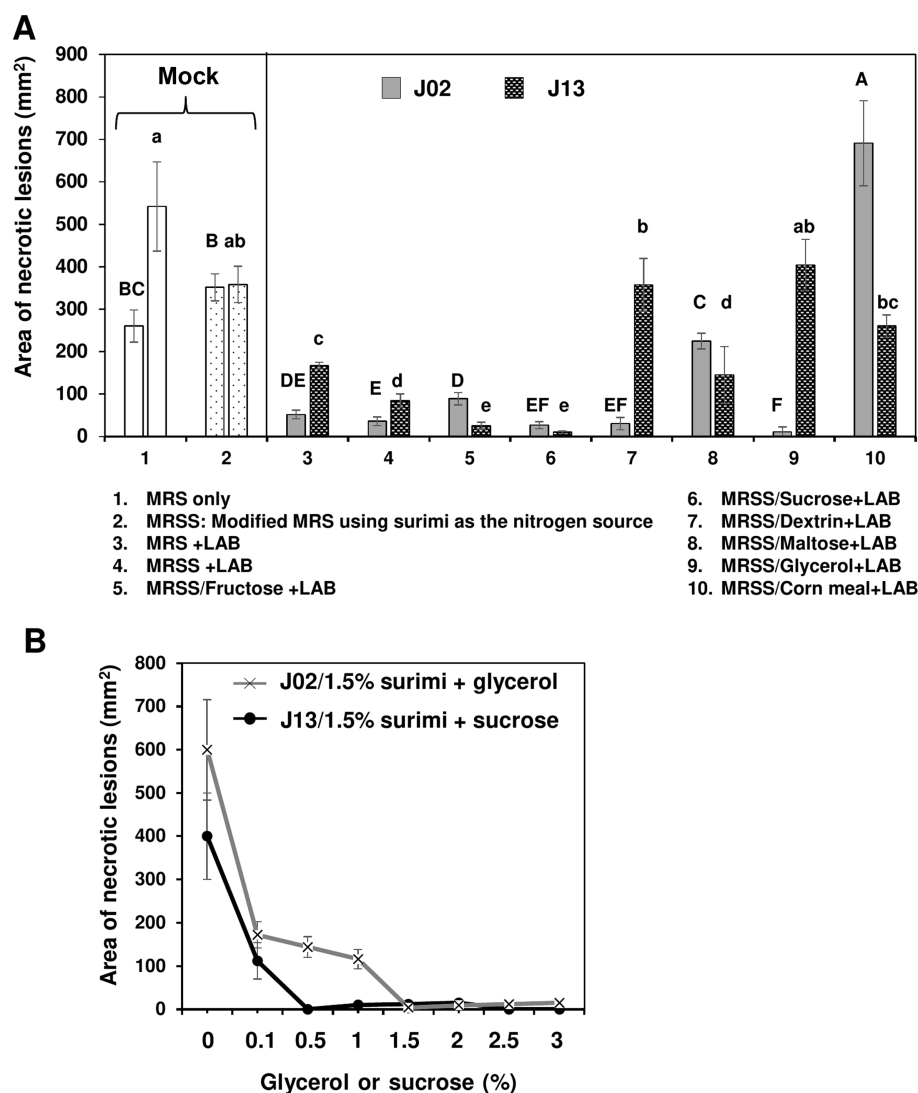 A
Area of necrotic lesions (mm²)
900
800
700
600
500
400
300
200
100
0
Mock
J02 J13
BC a B ab DE c E d D e EF e EF b C d F ab A bc
1 2 3 4 5 6 7 8 9 10
1. MRS only
2. MRSS: Modified MRS using surimi as the nitrogen source
3. MRS +LAB
4. MRSS +LAB
5. MRSS/Fructose +LAB
6. MRSS/Sucrose+LAB
7. MRSS/Dextrin+LAB
8. MRSS/Maltose+LAB
9. MRSS/Glycerol+LAB
10. MRSS/Corn meal+LAB
B
Area of necrotic lesions (mm²)
800
700
600
500
400
300
200
100
0
J02/1.5% surimi + glycerol
J13/1.5% surimi + sucrose
0 0.1 0.5 1 1.5 2 2.5 3
Glycerol or sucrose (%)